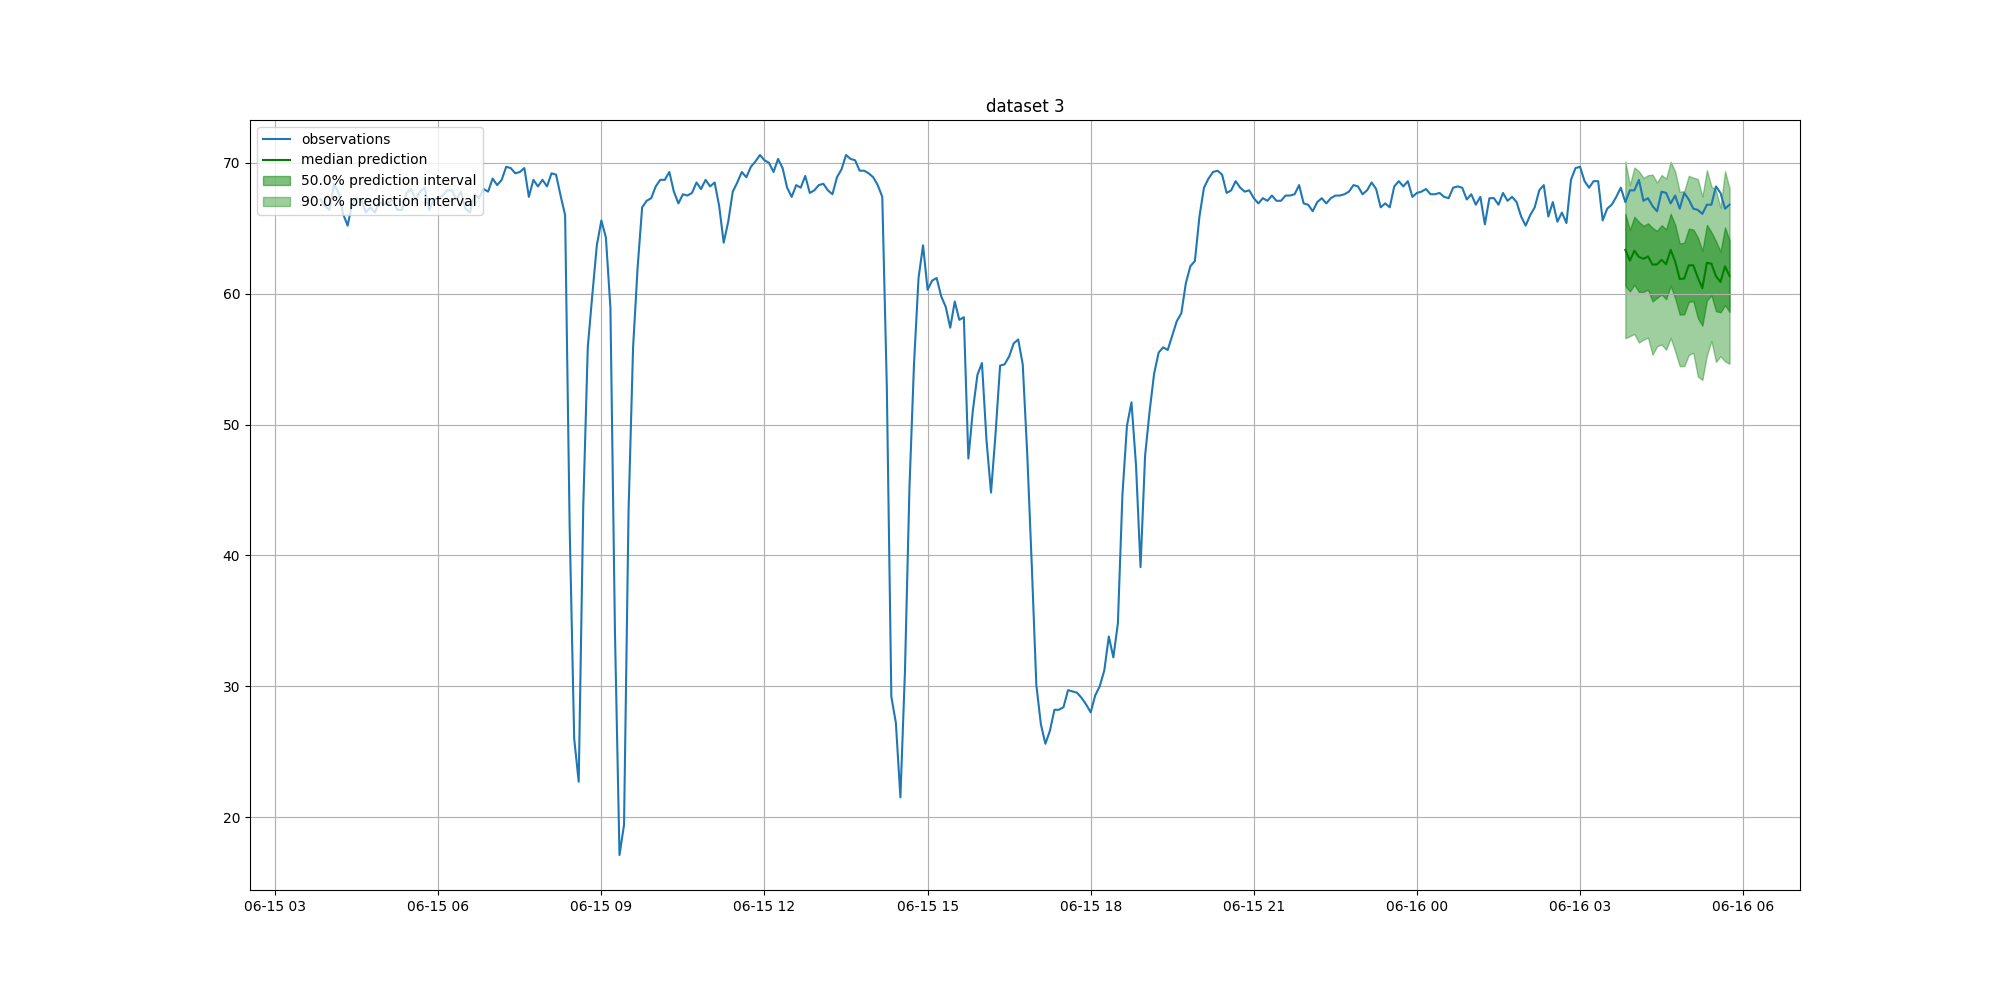 dataset 3
observations
median prediction
50.0% prediction interval
90.0% prediction interval
70
60
50
40
30
20
06-15 03 06-15 06 06-15 09 06-15 12 06-15 15 06-15 18 06-15 21 06-16 00 06-16 03 06-16 06